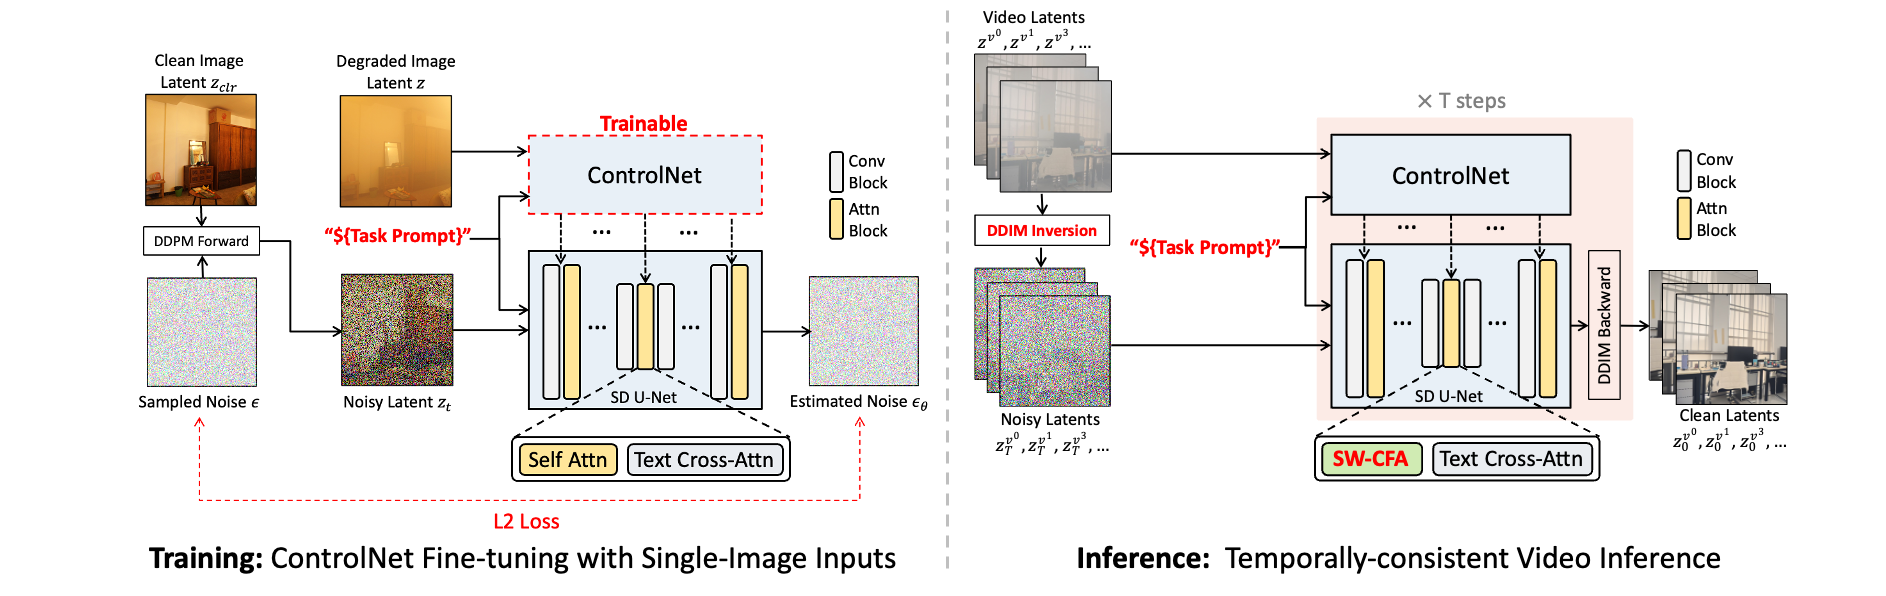 Clean Image
Latent z_clr
Degraded Image
Latent z
Trainable
ControlNet
Conv
Block
Attn
Block
DDPM Forward
“${Task Prompt}”
...
...
...
...
SD U-Net
Sampled Noise ϵ
Noisy Latent z_t
Estimated Noise ϵ_θ
Self Attn
Text Cross-Attn
L2 Loss
Training: ControlNet Fine-tuning with Single-Image Inputs
Video Latents
z^{v^0}, z^{v^1}, z^{v^3}, ...
× T steps
ControlNet
Conv
Block
Attn
Block
DDIM Inversion
“${Task Prompt}”
...
...
...
...
SD U-Net
DDIM Backward
Noisy Latents
z_T^{v^0}, z_T^{v^1}, z_T^{v^3}, ...
Clean Latents
z_0^{v^0}, z_0^{v^1}, z_0^{v^3}, ...
SW-CFA
Text Cross-Attn
Inference: Temporally-consistent Video Inference